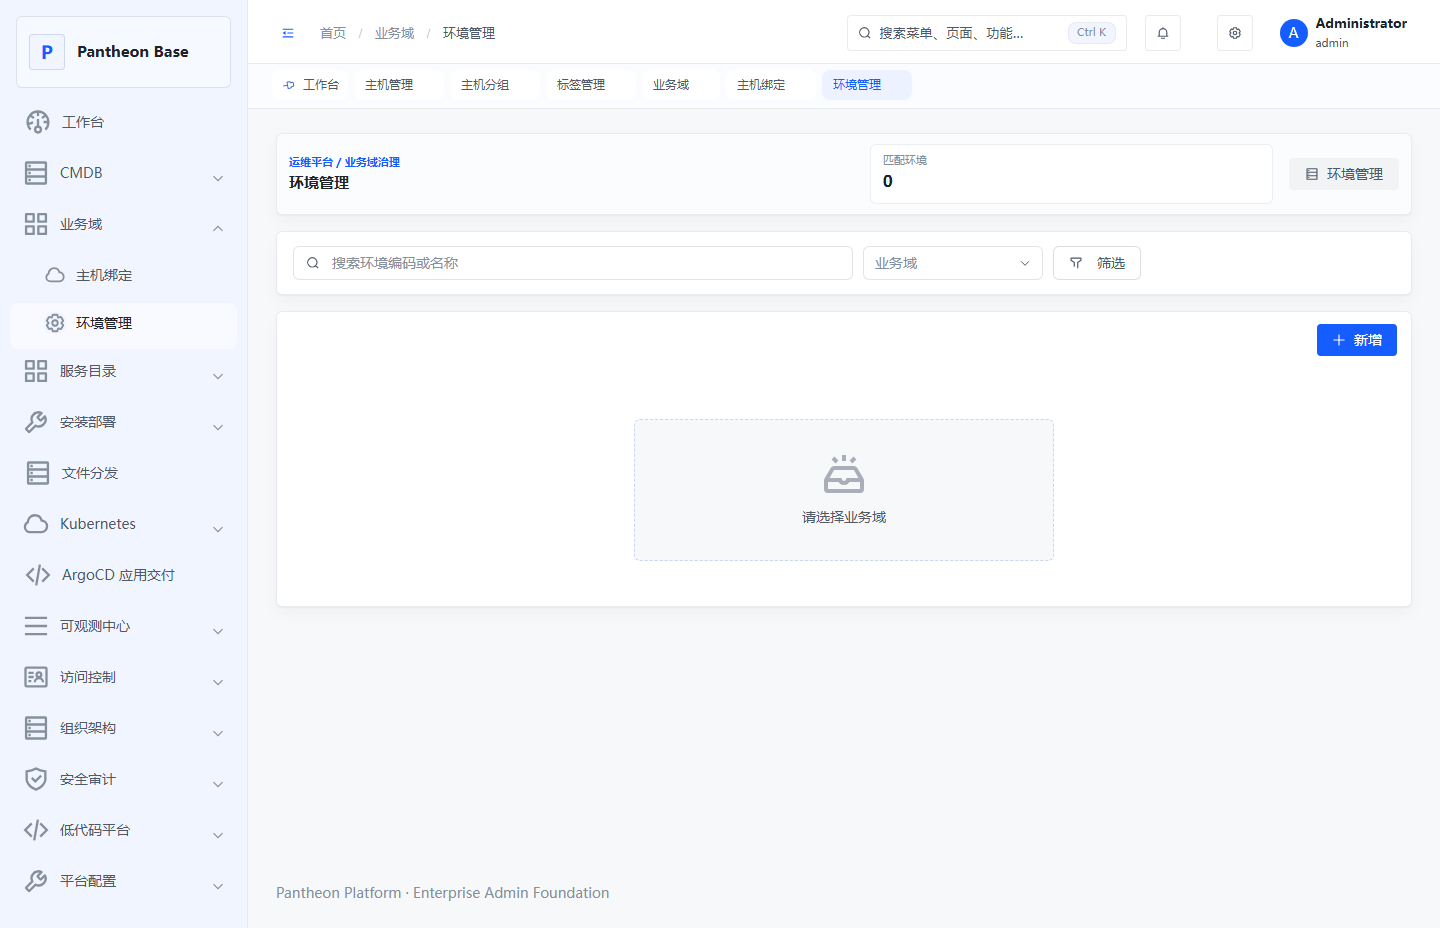 P
Pantheon Base
工作台
CMDB
业务域
主机绑定
环境管理
服务目录
安装部署
文件分发
Kubernetes
ArgoCD 应用交付
可观测中心
访问控制
组织架构
安全审计
低代码平台
平台配置
首页 / 业务域 / 环境管理
搜索菜单、页面、功能...
Ctrl K
A
Administrator
admin
工作台
主机管理
主机分组
标签管理
业务域
主机绑定
环境管理
运维平台 / 业务域治理
环境管理
匹配环境
0
环境管理
搜索环境编码或名称
业务域
筛选
新增
请选择业务域
Pantheon Platform · Enterprise Admin Foundation